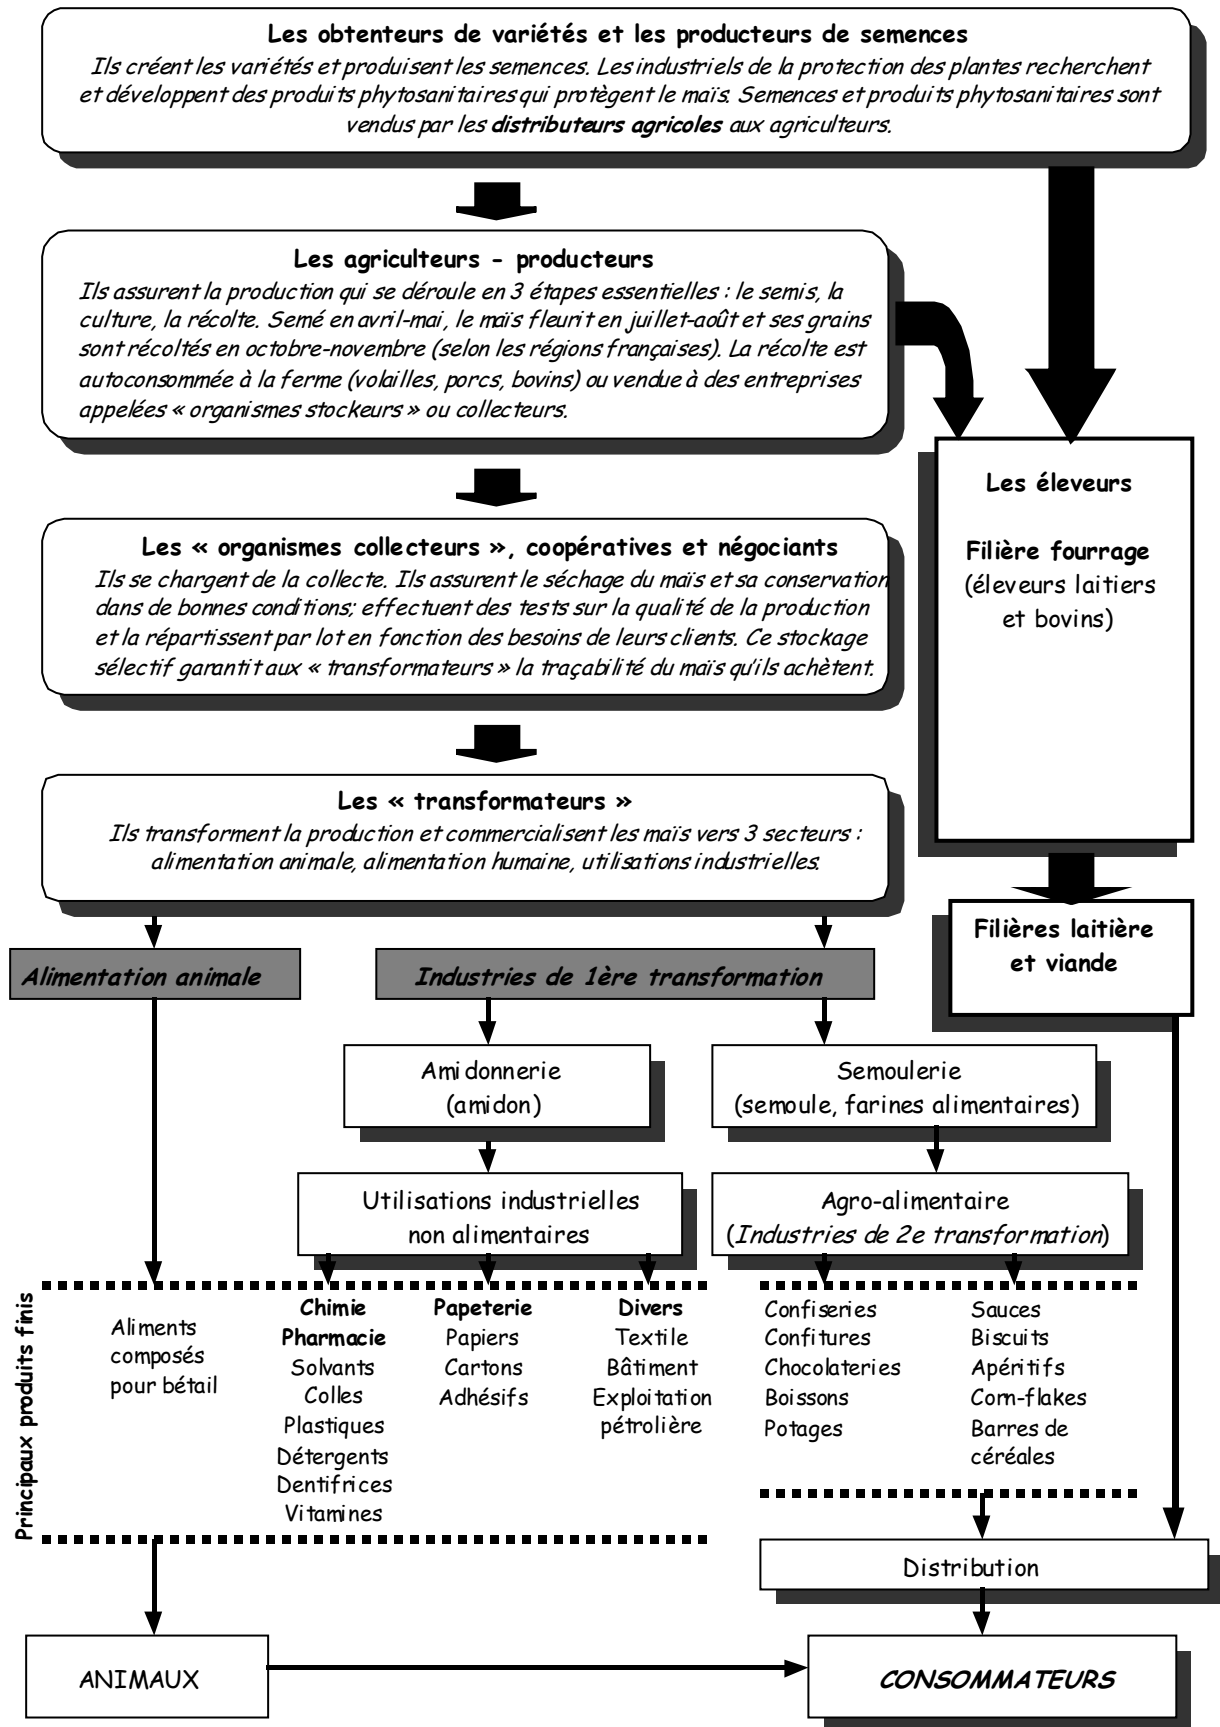 Les obtenteurs de variétés et les producteurs de semences
Ils créent les variétés et produisent les semences. Les industriels de la protection des plantes recherchent
et développent des produits phytosanitaires qui protègent le maïs. Semences et produits phytosanitaires sont
vendus par les distributeurs agricoles aux agriculteurs.
Les agriculteurs - producteurs
Ils assurent la production qui se déroule en 3 étapes essentielles : le semis, la
culture, la récolte. Semé en avril-mai, le maïs fleurit en juillet-août et ses grains
sont récoltés en octobre-novembre (selon les régions françaises). La récolte est
autoconsommée à la ferme (volailles, porcs, bovins) ou vendue à des entreprises
appelées « organismes stockeurs » ou collecteurs.
Les éleveurs
Filière fourrage
(éleveurs laitiers
et bovins)
Les « organismes collecteurs », coopératives et négociants
Ils se chargent de la collecte. Ils assurent le séchage du maïs et sa conservation
dans de bonnes conditions; effectuent des tests sur la qualité de la production
et la répartissent par lot en fonction des besoins de leurs clients. Ce stockage
sélectif garantit aux « transformateurs » la traçabilité du maïs qu'ils achètent.
Les « transformateurs »
Ils transforment la production et commercialisent les maïs vers 3 secteurs :
alimentation animale, alimentation humaine, utilisations industrielles.
Filières laitière
et viande
Alimentation animale
Industries de 1ère transformation
Amidonnerie
(amidon)
Semoulerie
(semoule, farines alimentaires)
Utilisations industrielles
non alimentaires
Agro-alimentaire
(Industries de 2e transformation)
Principaux produits finis
Aliments
composés
pour bétail
Chimie
Pharmacie
Solvants
Colles
Plastiques
Détergents
Dentifrices
Vitamines
Papeterie
Papiers
Cartons
Adhésifs
Divers
Textile
Bâtiment
Exploitation
pétrolière
Confiseries
Confitures
Chocolateries
Boissons
Potages
Sauces
Biscuits
Apéritifs
Corn-flakes
Barres de
céréales
Distribution
ANIMAUX
CONSOMMATEURS